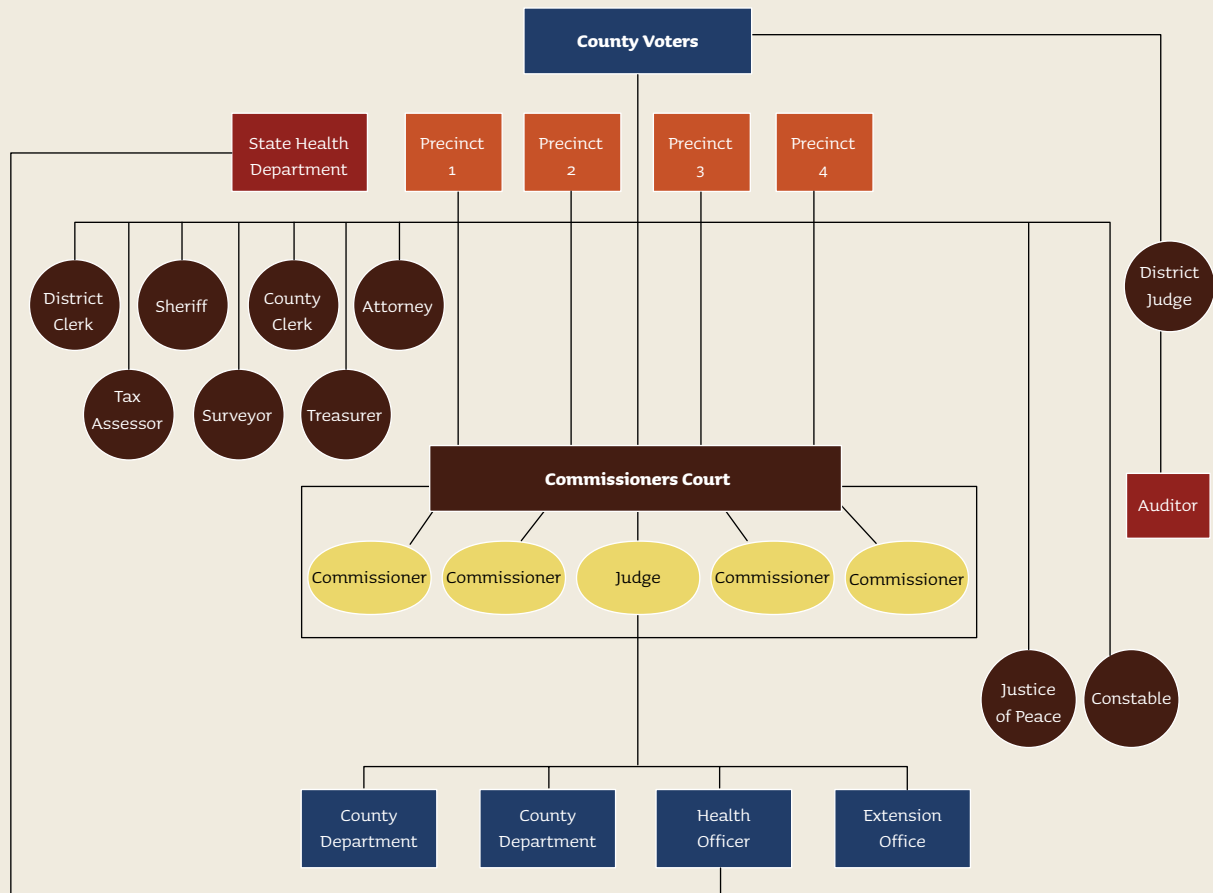 County Voters
State Health
Department
Precinct
1
Precinct
2
Precinct
3
Precinct
4
District
Clerk
Sheriff
County
Clerk
Attorney
District
Judge
Tax
Assessor
Surveyor
Treasurer
Commissioners Court
Auditor
Commissioner
Commissioner
Judge
Commissioner
Commissioner
Justice
of Peace
Constable
County
Department
County
Department
Health
Officer
Extension
Office